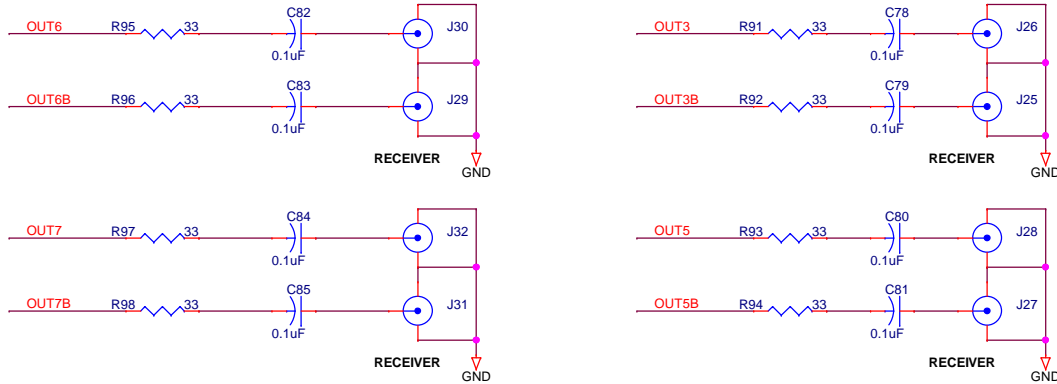 OUT6 R95 33 C82 0.1uF J30
OUT6B R96 33 C83 0.1uF J29
RECEIVER GND
OUT3 R91 33 C78 0.1uF J26
OUT3B R92 33 C79 0.1uF J25
RECEIVER GND
OUT7 R97 33 C84 0.1uF J32
OUT7B R98 33 C85 0.1uF J31
RECEIVER GND
OUT5 R93 33 C80 0.1uF J28
OUT5B R94 33 C81 0.1uF J27
RECEIVER GND